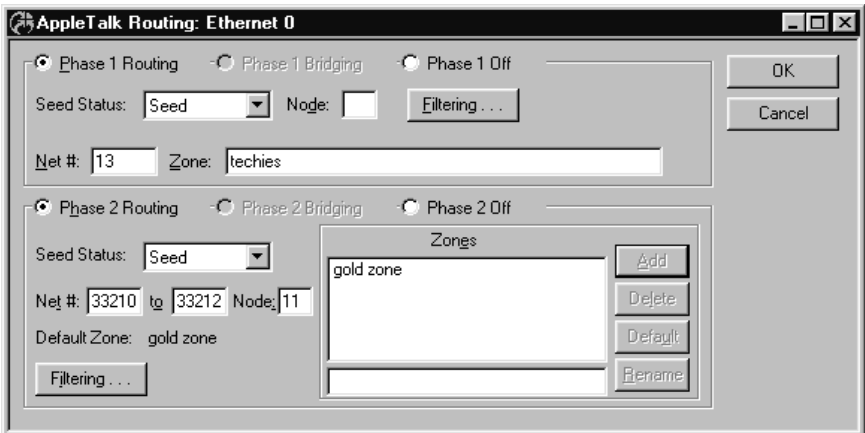 AppleTalk Routing: Ethernet 0
Phase 1 Routing Phase 1 Bridging Phase 1 Off
OK
Seed Status: Seed Node: Filtering . . .
Cancel
Net #: 13 Zone: techies
Phase 2 Routing Phase 2 Bridging Phase 2 Off
Zones
Seed Status: Seed
gold zone
Add
Net #: 33210 to 33212 Node: 11
Delete
Default Zone: gold zone
Default
Filtering . . .
Rename